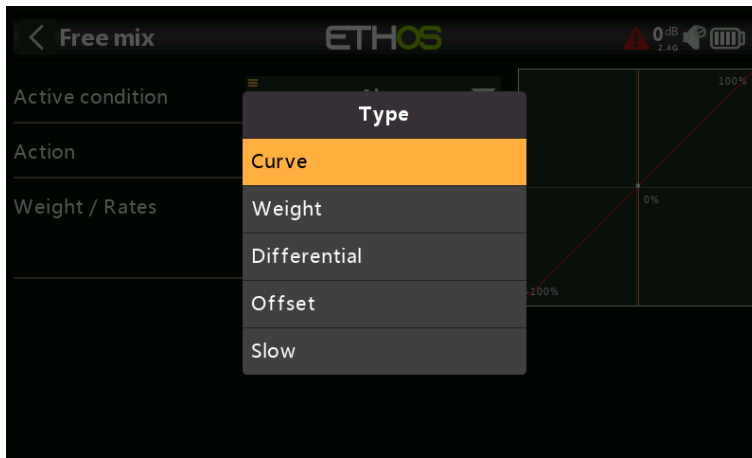 Free mix
ETHOS
0dB
2.4G
Active condition
100%
Type
Action
Curve
Weight / Rates
Weight
0%
Differential
-100%
Offset
Slow